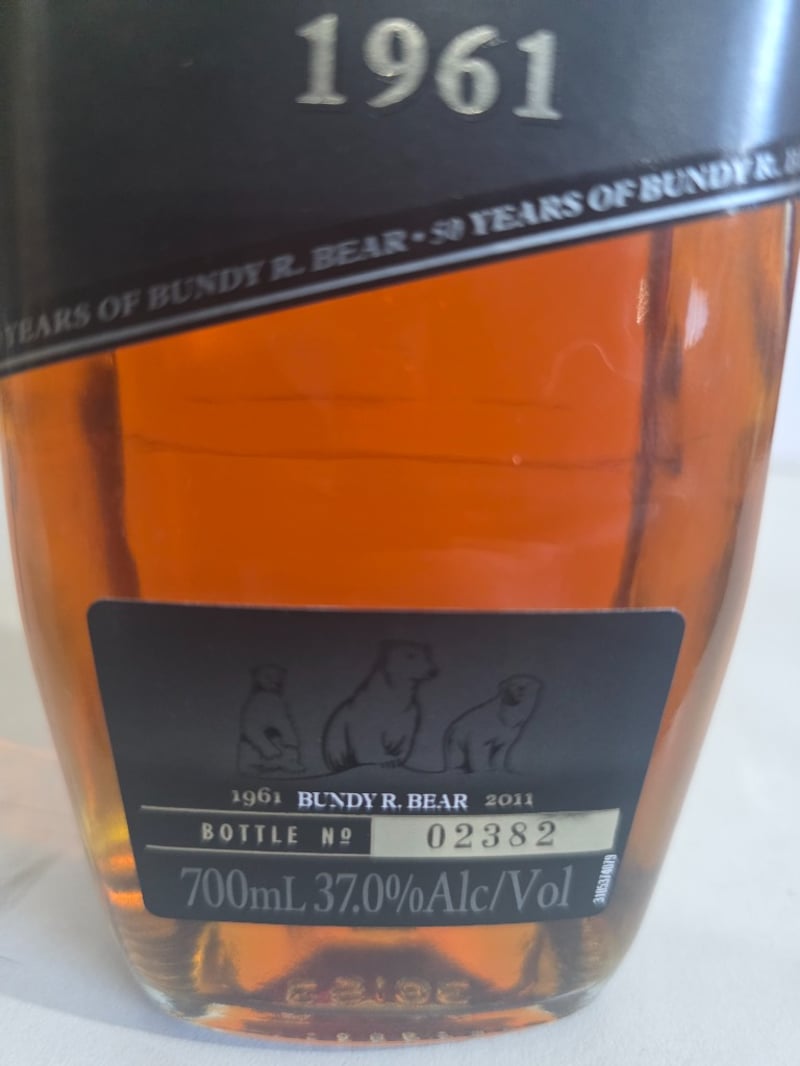 1961
YEARS OF BUNDY R. BEAR • 50 YEARS OF BUNDY R.
1961 BUNDY R. BEAR 2011
BOTTLE Nº 02382
700mL 37.0%Alc/Vol